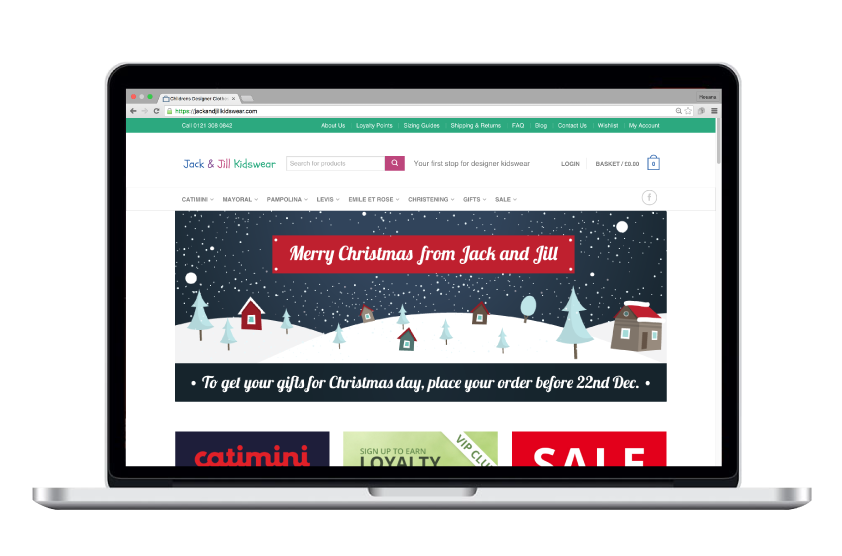 Childrens Designer Clothe
Hesara
https://jackandjillkidswear.com
Call 0121 308 0842
About Us
Loyalty Points
Sizing Guides
Shipping & Returns
FAQ
Blog
Contact Us
Wishlist
My Account
Jack & Jill Kidswear
Search for products
Your first stop for designer kidswear
LOGIN
BASKET / £0.00
0
CATIMINI
MAYORAL
PAMPOLINA
LEVIS
EMILE ET ROSE
CHRISTENING
GIFTS
SALE
f
Merry Christmas from Jack and Jill
• To get your gifts for Christmas day, place your order before 22nd Dec. •
catimini
SIGN UP TO EARN
LOYALTY
VIP CLU
SALE